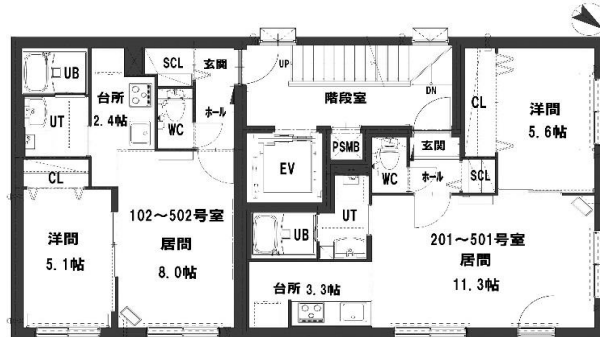 UB
台所
2.4帖
SCL
玄関
ホール
WC
UT
CL
洋間
5.1帖
102～502号室
居間
8.0帖
UP
DN
階段室
EV
PSMB
WC
玄関
ホール
SCL
CL
洋間
5.6帖
UB
UT
台所 3.3帖
201～501号室
居間
11.3帖